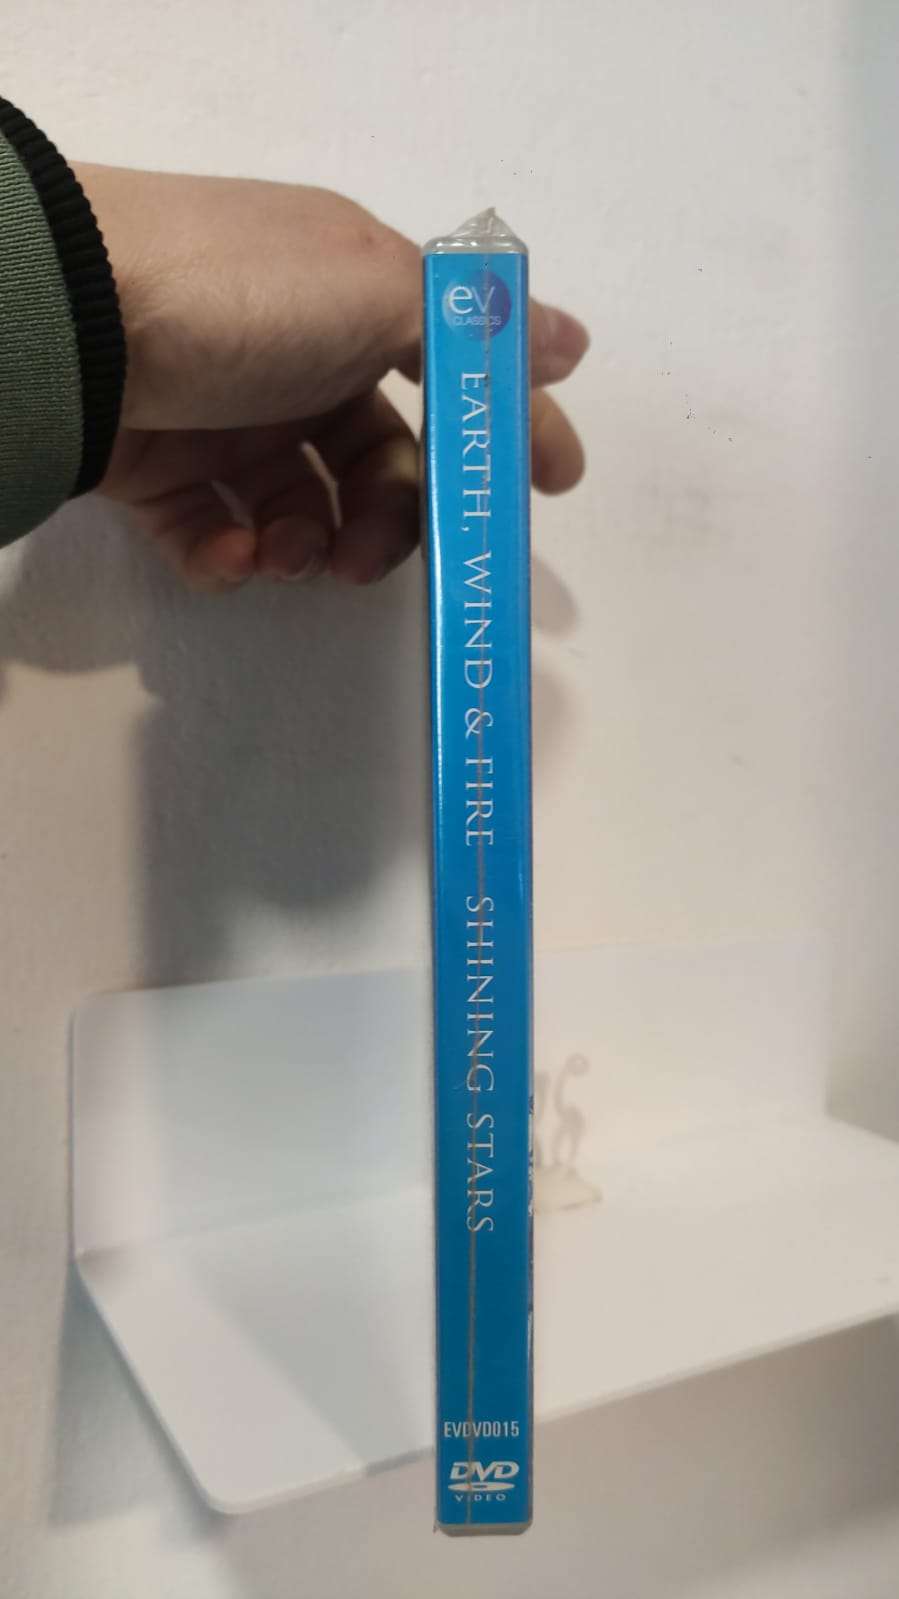 eV
CLASSICS
EARTH, WIND & FIRE SHINING STARS
EVDVD015
DVD
VIDEO